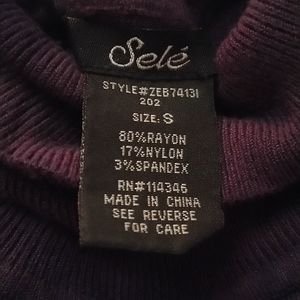 Selé
STYLE#ZEB74131
202
SIZE: S
80%RAYON
17%NYLON
3%SPANDEX
RN#114346
MADE IN CHINA
SEE REVERSE
FOR CARE